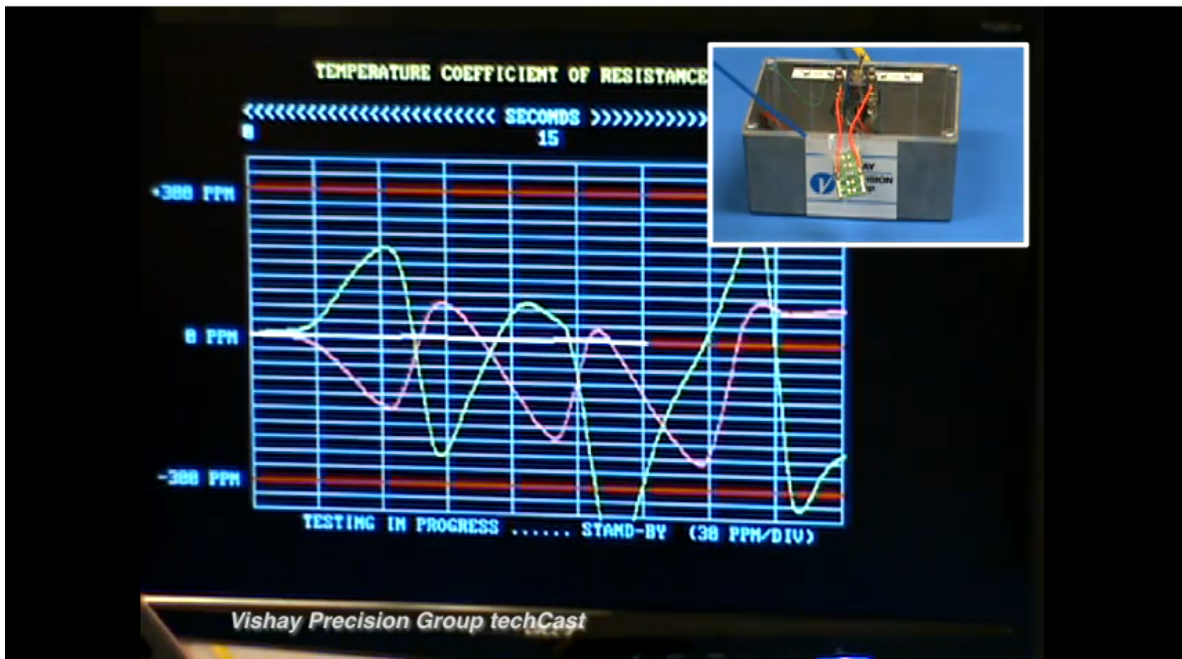 TEMPERATURE COEFFICIENT OF RESISTANCE
<<<<<<<<<<<<<<<<<<<<<<<<<< SECONDS >>>>>>>>>>>>
0 15
+300 PPM
0 PPM
-300 PPM
TESTING IN PROGRESS ...... STAND-BY (30 PPM/DIV)
Vishay Precision Group techCast